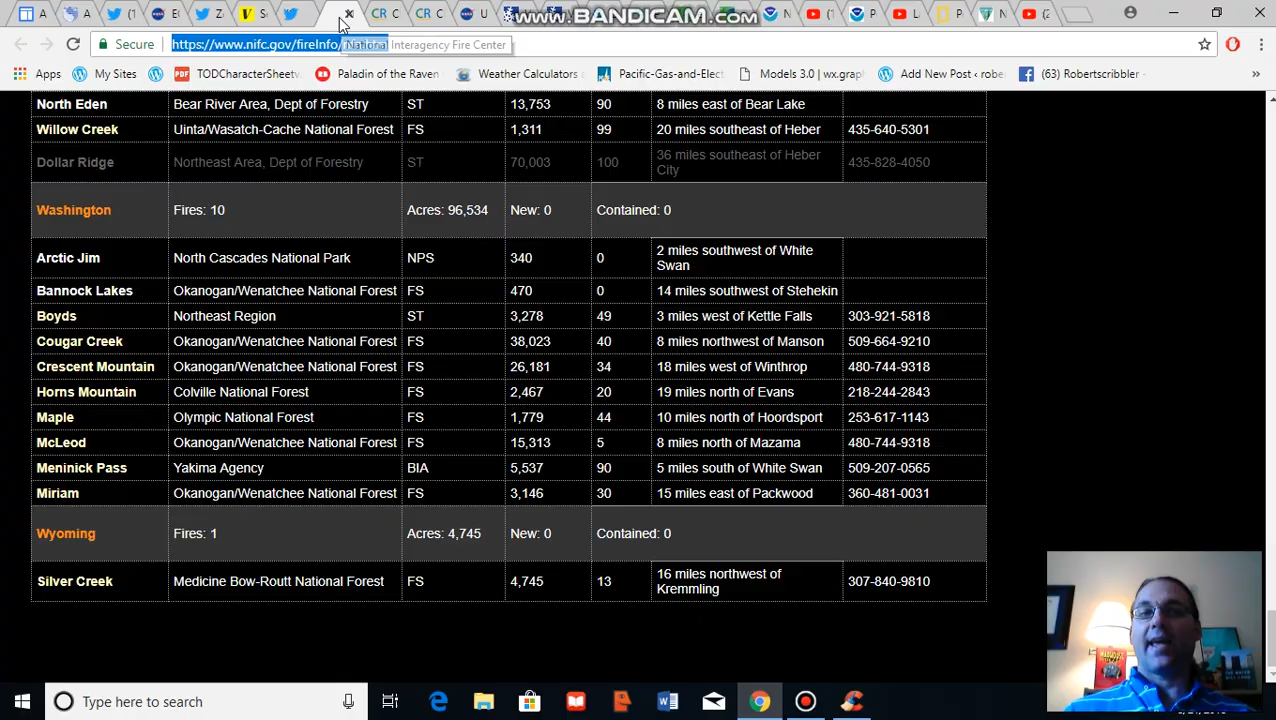 A
(1
EC
Z
S
CR C
CR C
U
N
P
L
P
N
(2
WWW.BANDICAM.COM
Secure
https://www.nifc.gov/fireInfo/
National Interagency Fire Center
Apps
My Sites
TODCharacterSheetv
Paladin of the Raven
Weather Calculators
Pacific-Gas-and-Elec
Models 3.0 | wx.graph
Add New Post ‹ robe
(63) Robertscribbler -
North Eden Bear River Area, Dept of Forestry ST 13,753 90 8 miles east of Bear Lake
Willow Creek Uinta/Wasatch-Cache National Forest FS 1,311 99 20 miles southeast of Heber 435-640-5301
Dollar Ridge Northeast Area, Dept of Forestry ST 70,003 100 36 miles southeast of Heber City 435-828-4050
Washington Fires: 10 Acres: 96,534 New: 0 Contained: 0
Arctic Jim North Cascades National Park NPS 340 0 2 miles southwest of White Swan
Bannock Lakes Okanogan/Wenatchee National Forest FS 470 0 14 miles southwest of Stehekin
Boyds Northeast Region ST 3,278 49 3 miles west of Kettle Falls 303-921-5818
Cougar Creek Okanogan/Wenatchee National Forest FS 38,023 40 8 miles northwest of Manson 509-664-9210
Crescent Mountain Okanogan/Wenatchee National Forest FS 26,181 34 18 miles west of Winthrop 480-744-9318
Horns Mountain Colville National Forest FS 2,467 20 19 miles north of Evans 218-244-2843
Maple Olympic National Forest FS 1,779 44 10 miles north of Hoordsport 253-617-1143
McLeod Okanogan/Wenatchee National Forest FS 15,313 5 8 miles north of Mazama 480-744-9318
Meninick Pass Yakima Agency BIA 5,537 90 5 miles south of White Swan 509-207-0565
Miriam Okanogan/Wenatchee National Forest FS 3,146 30 15 miles east of Packwood 360-481-0031
Wyoming Fires: 1 Acres: 4,745 New: 0 Contained: 0
Silver Creek Medicine Bow-Routt National Forest FS 4,745 13 16 miles northwest of Kremmling 307-840-9810
Type here to search